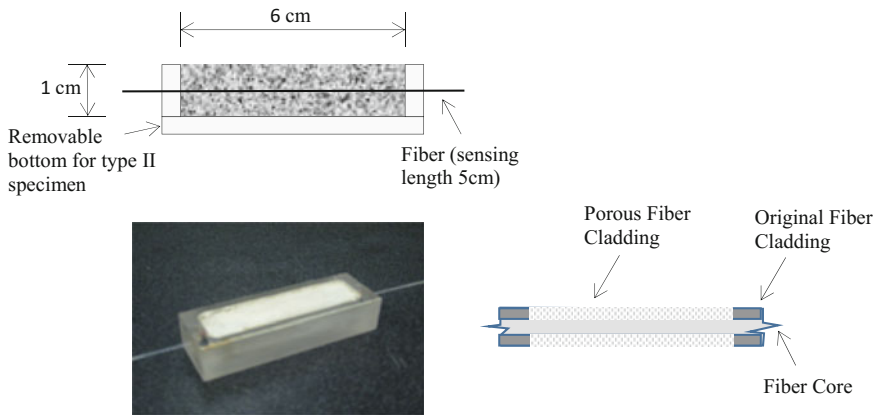 6 cm
1 cm
Removable
bottom for type II
specimen
Fiber (sensing
length 5cm)
Porous Fiber
Cladding
Original Fiber
Cladding
Fiber Core